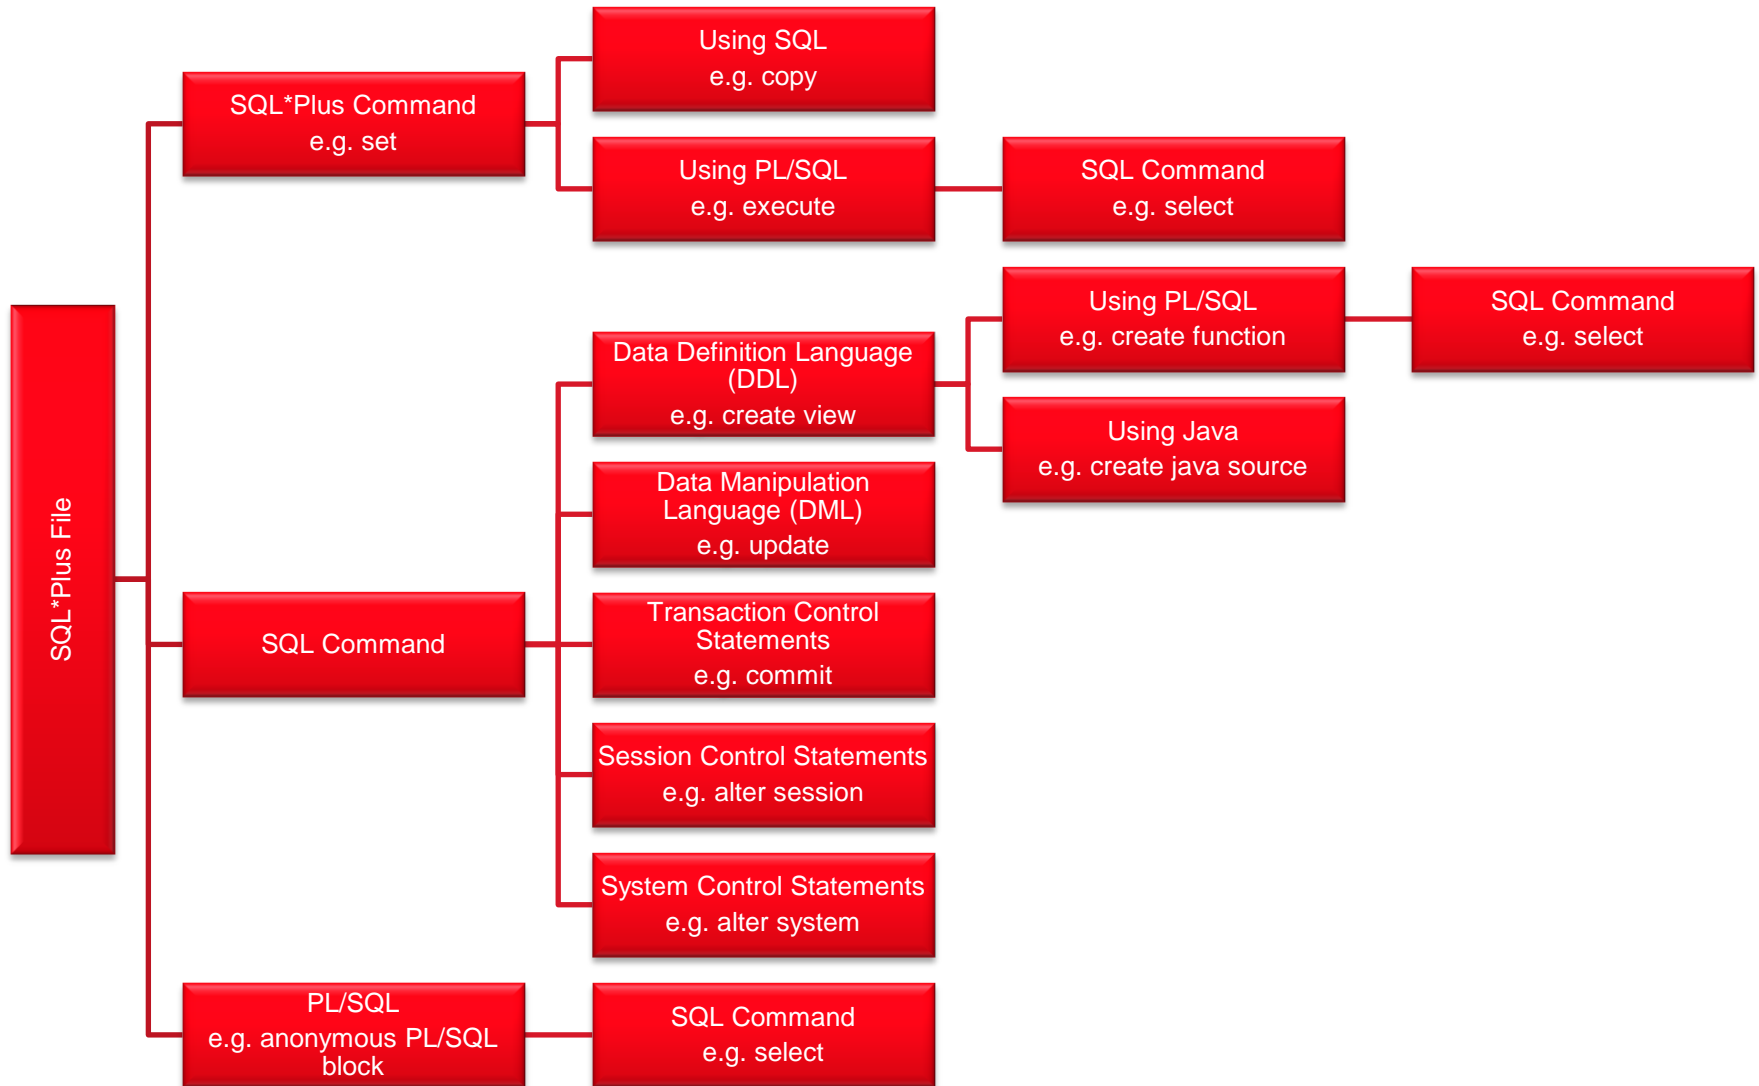 SQL*Plus File
SQL*Plus Command
e.g. set
Using SQL
e.g. copy
Using PL/SQL
e.g. execute
SQL Command
e.g. select
SQL Command
Data Definition Language
(DDL)
e.g. create view
Using PL/SQL
e.g. create function
SQL Command
e.g. select
Using Java
e.g. create java source
Data Manipulation
Language (DML)
e.g. update
Transaction Control
Statements
e.g. commit
Session Control Statements
e.g. alter session
System Control Statements
e.g. alter system
PL/SQL
e.g. anonymous PL/SQL
block
SQL Command
e.g. select